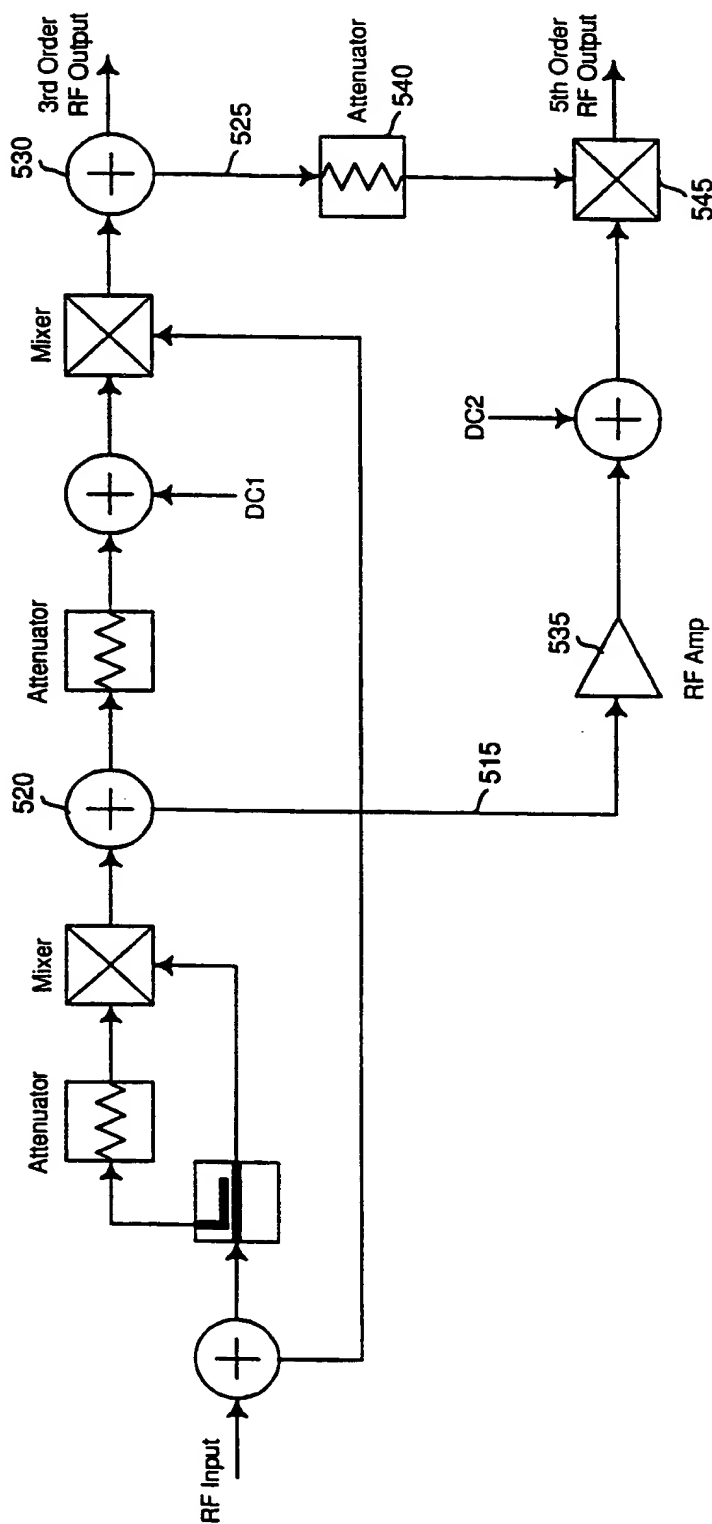 RF Input
Attenuator
Mixer
520
Attenuator
DC1
Mixer
530
3rd Order
RF Output
525
Attenuator
540
515
535
RF Amp
DC2
545
5th Order
RF Output